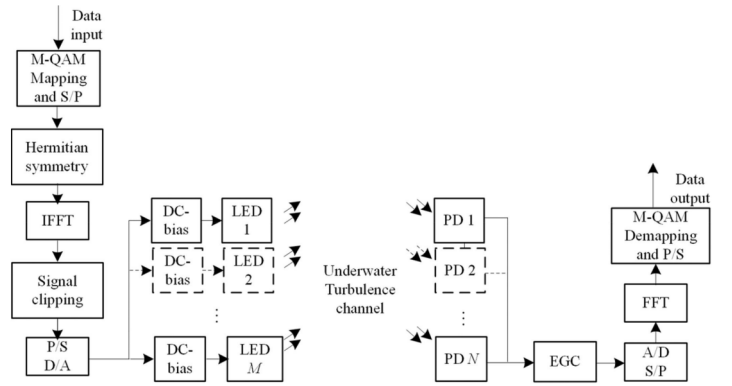 Data
input
M-QAM
Mapping
and S/P
Hermitian
symmetry
IFFT
Signal
clipping
P/S
D/A
DC-
bias
LED
1
DC-
bias
LED
2
⋮
DC-
bias
LED
M
Underwater
Turbulence
channel
PD 1
PD 2
⋮
PD N
EGC
A/D
S/P
FFT
M-QAM
Demapping
and P/S
Data
output